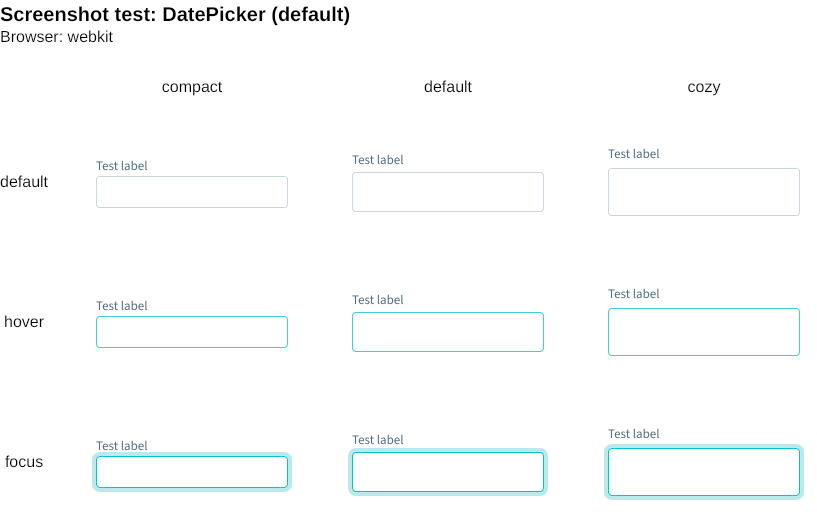 Screenshot test: DatePicker (default)
Browser: webkit
compact default cozy
default
Test label Test label Test label
hover
Test label Test label Test label
focus
Test label Test label Test label